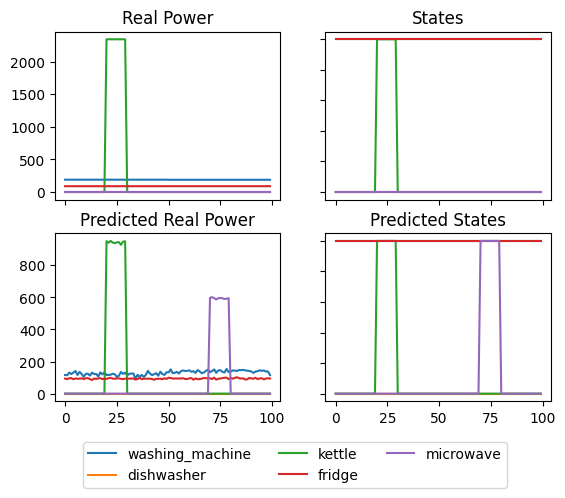 Real Power
States
2000
1500
1000
500
0
Predicted Real Power
Predicted States
800
600
400
200
0
0 25 50 75 100
0 25 50 75 100
washing_machine kettle microwave
dishwasher fridge